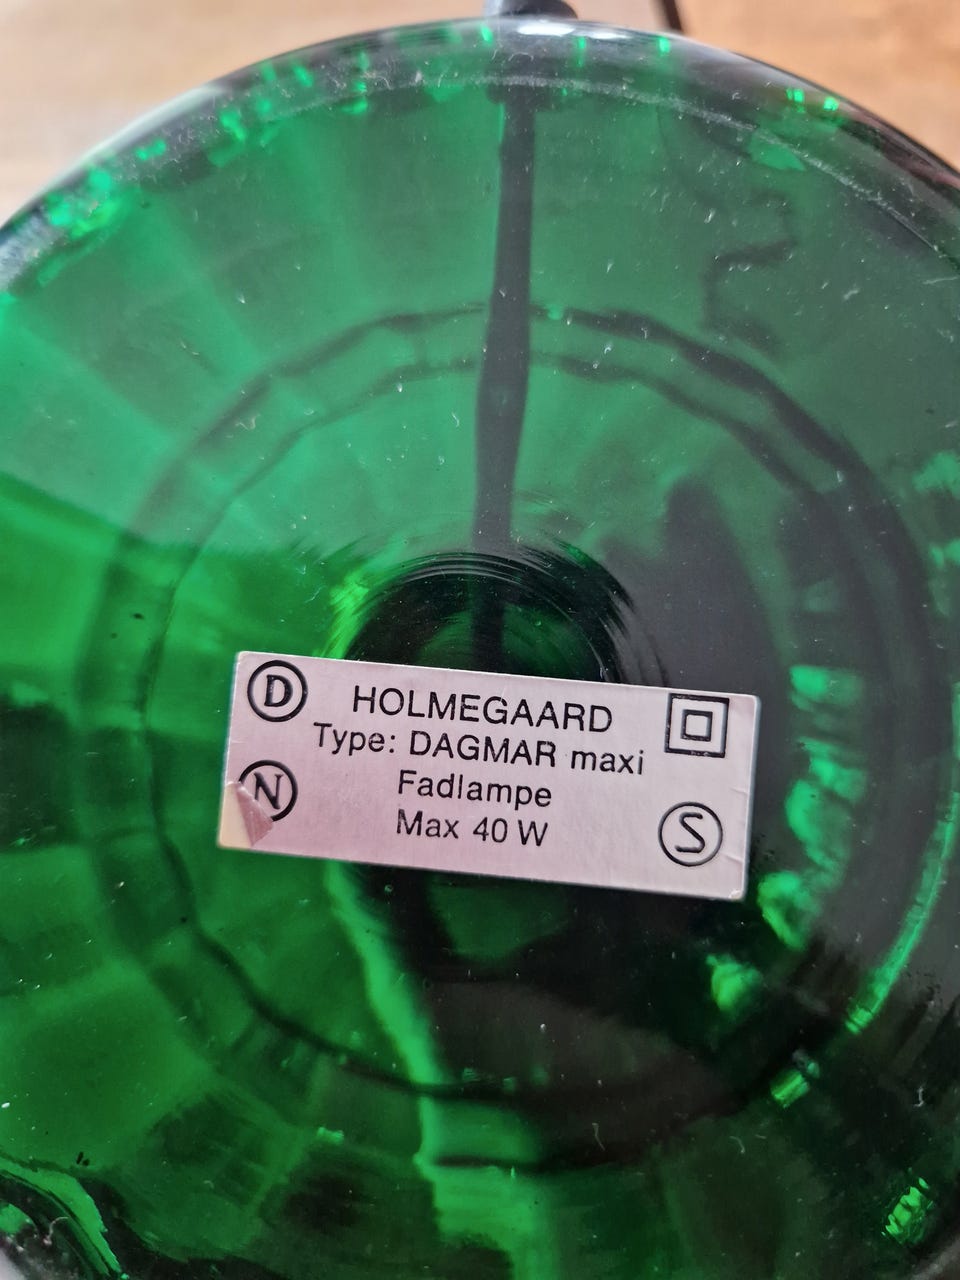 D HOLMEGAARD
Type: DAGMAR maxi
N Fadlampe
Max 40 W S